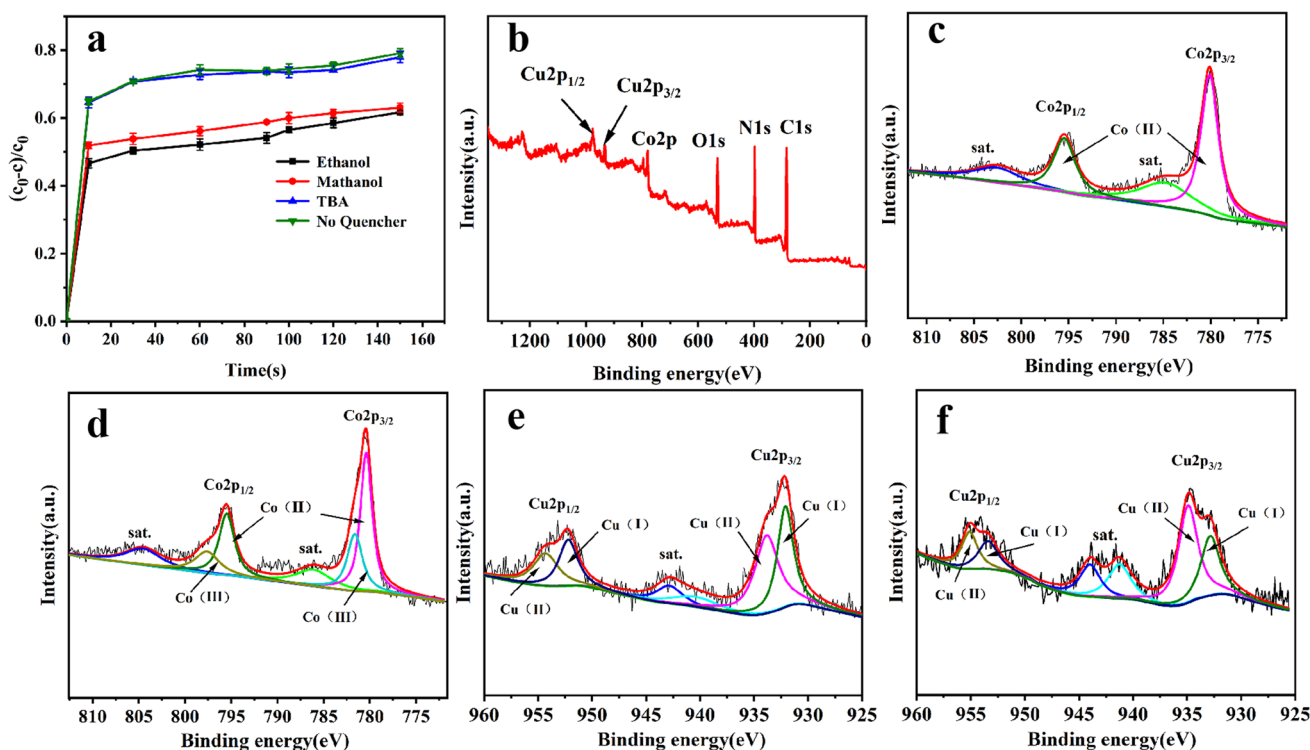 a
(c₀-c)/c₀
0.8
0.6
0.4
0.2
0.0
Ethanol
Mathanol
TBA
No Quencher
0 20 40 60 80 100 120 140 160
Time(s)
b
Intensity(a.u.)
Cu2p1/2
Cu2p3/2
Co2p
O1s
N1s
C1s
1200 1000 800 600 400 200 0
Binding energy(eV)
c
Intensity(a.u.)
Co2p3/2
Co2p1/2
Co（II）
sat.
sat.
810 805 800 795 790 785 780 775
Binding energy(eV)
d
Intensity(a.u.)
Co2p3/2
Co2p1/2
Co（II）
sat.
sat.
Co（III）
Co（III）
810 805 800 795 790 785 780 775
Binding energy(eV)
e
Intensity(a.u.)
Cu2p3/2
Cu2p1/2
Cu（I）
Cu（II）
Cu（I）
sat.
Cu（II）
960 955 950 945 940 935 930 925
Binding energy(eV)
f
Intensity(a.u.)
Cu2p3/2
Cu2p1/2
Cu（II）
Cu（I）
Cu（I）
sat.
Cu（II）
960 955 950 945 940 935 930 925
Binding energy(eV)